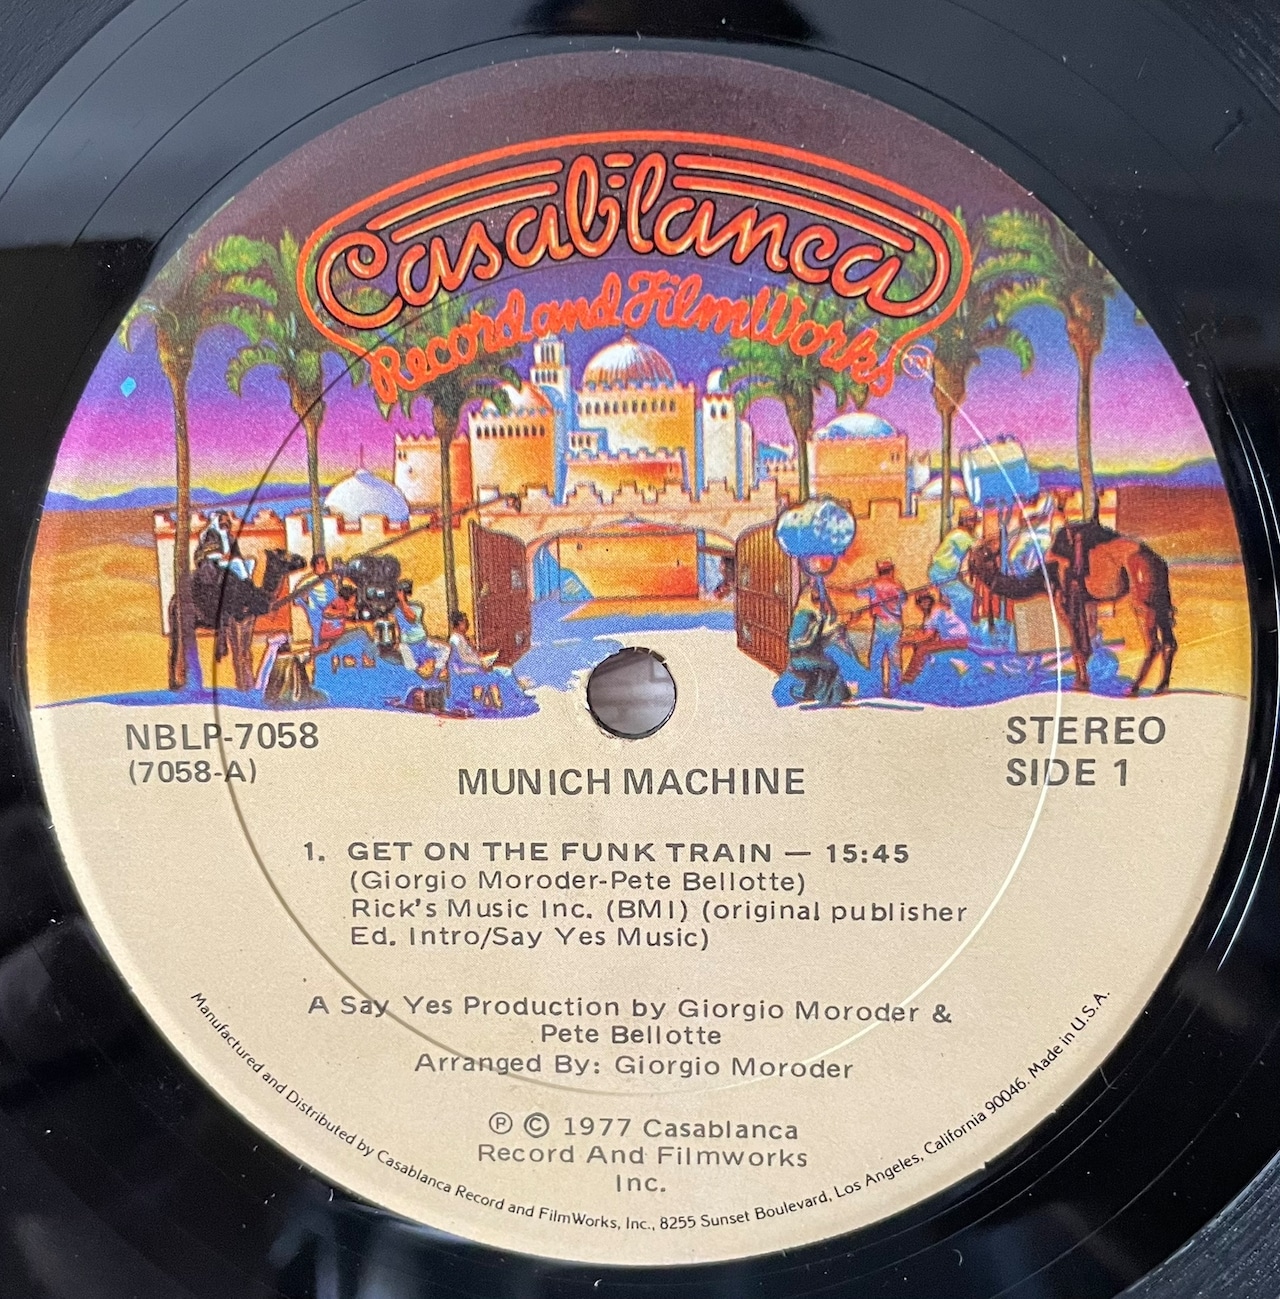 Casablanca
Record and FilmWorks
NBLP-7058
(7058-A)
STEREO
SIDE 1
MUNICH MACHINE
1. GET ON THE FUNK TRAIN — 15:45
(Giorgio Moroder-Pete Bellotte)
Rick's Music Inc. (BMI) (original publisher
Ed. Intro/Say Yes Music)
A Say Yes Production by Giorgio Moroder &
Pete Bellotte
Arranged By: Giorgio Moroder
Ⓟ © 1977 Casablanca
Record And Filmworks
Inc.
Manufactured and Distributed by Casablanca Record and FilmWorks, Inc., 8255 Sunset Boulevard, Los Angeles, California 90046. Made in U.S.A.